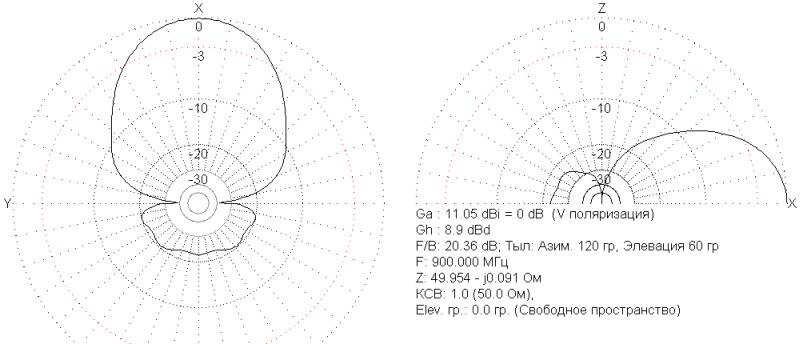 X
0
-3
-10
-20
-30
Y
Z
0
-3
-10
-20
-30
X
Ga : 11.05 dBi = 0 dB (V поляризация)
Gh : 8.9 dBd
F/B: 20.36 dB; Тыл: Азим. 120 гр, Элевация 60 гр
F: 900.000 МГц
Z: 49.954 - j0.091 Ом
КСВ: 1.0 (50.0 Ом),
Elev. гр.: 0.0 гр. (Свободное пространство)